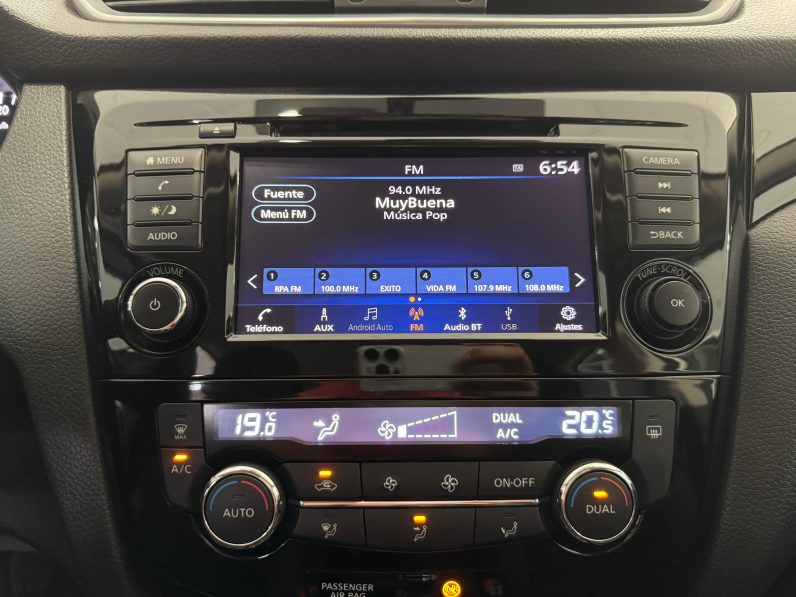 20
FM
6:54
MENU
CAMERA
Fuente
94.0 MHz
MuyBuena
Menú FM
Música Pop
AUDIO
BACK
VOLUME
TUNE·SCROLL
1 2 3 4 5 6
RPA FM 100.0 MHz EXITO VIDA FM 107.9 MHz 108.0 MHz
OK
Teléfono AUX Android Auto FM Audio BT USB Ajustes
19.0 °C
DUAL
A/C
20.5 °C
MAX
A/C
AUTO
ON·OFF
DUAL
PASSENGER
AIR BAG